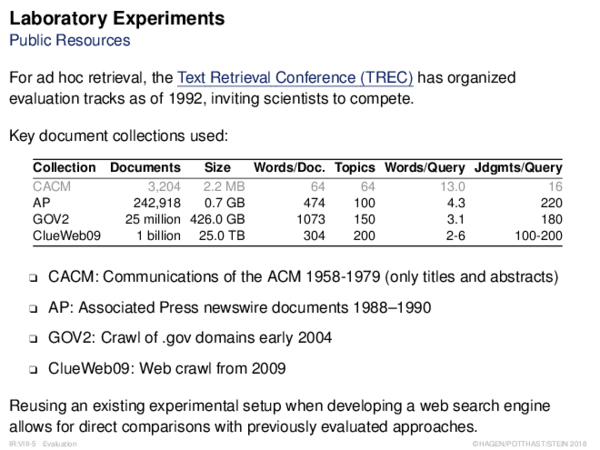 Laboratory Experiments
Public Resources
For ad hoc retrieval, the Text Retrieval Conference (TREC) has organized
evaluation tracks as of 1992, inviting scientists to compete.
Key document collections used:
Collection Documents Size Words/Doc. Topics Words/Query Jdgmts/Query
CACM 3,204 2.2 MB 64 64 13.0 16
AP 242,918 0.7 GB 474 100 4.3 220
GOV2 25 million 426.0 GB 1073 150 3.1 180
ClueWeb09 1 billion 25.0 TB 304 200 2-6 100-200
❑ CACM: Communications of the ACM 1958-1979 (only titles and abstracts)
❑ AP: Associated Press newswire documents 1988–1990
❑ GOV2: Crawl of .gov domains early 2004
❑ ClueWeb09: Web crawl from 2009
Reusing an existing experimental setup when developing a web search engine
allows for direct comparisons with previously evaluated approaches.
IR:VIII-5 Evaluation ©HAGEN/POTTHAST/STEIN 2018